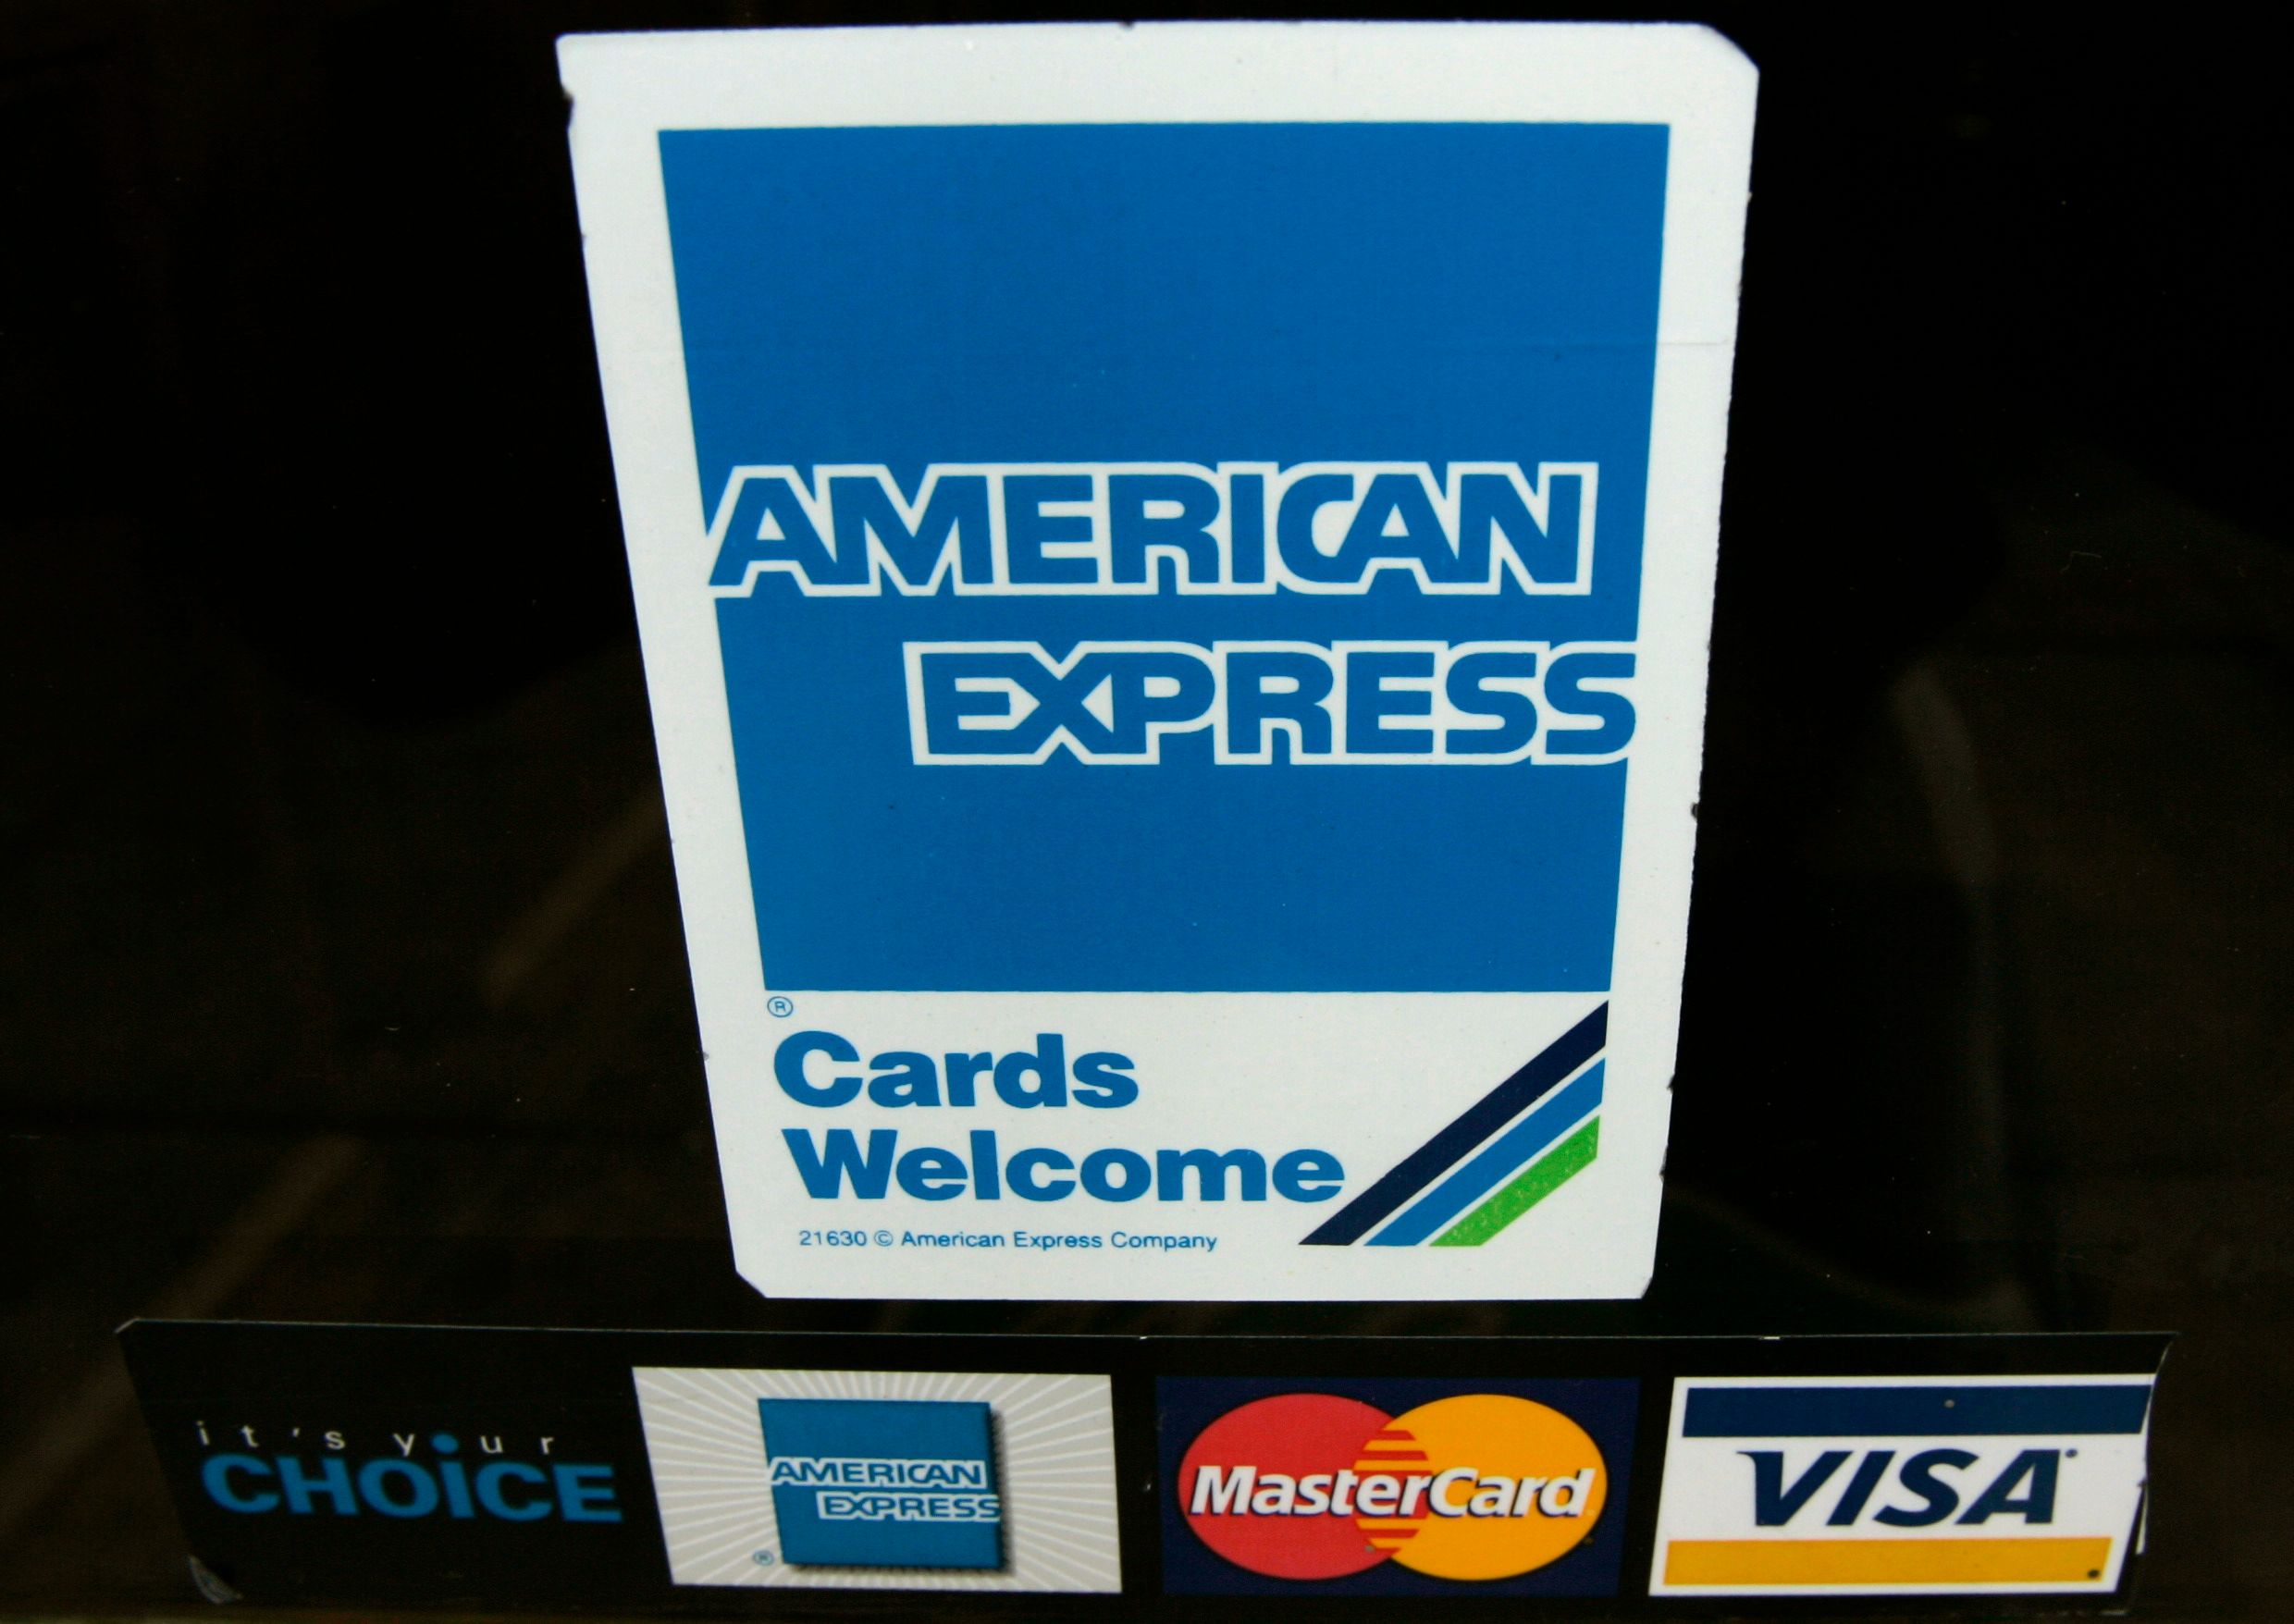 AMERICAN
EXPRESS
®
Cards
Welcome
21630 © American Express Company
it's your
CHOICE
AMERICAN
EXPRESS
®
MasterCard
VISA